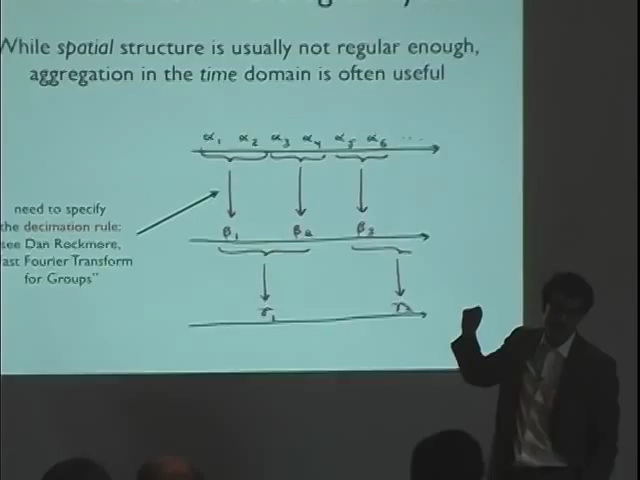 While spatial structure is usually not regular enough,
aggregation in the time domain is often useful
α₁ α₂ α₃ α₄ α₅ α₆ ...
need to specify
the decimation rule:
see Dan Rockmore,
Fourier Transform
for Groups"
β₁ β₂ β₃
γ₁ γ₂